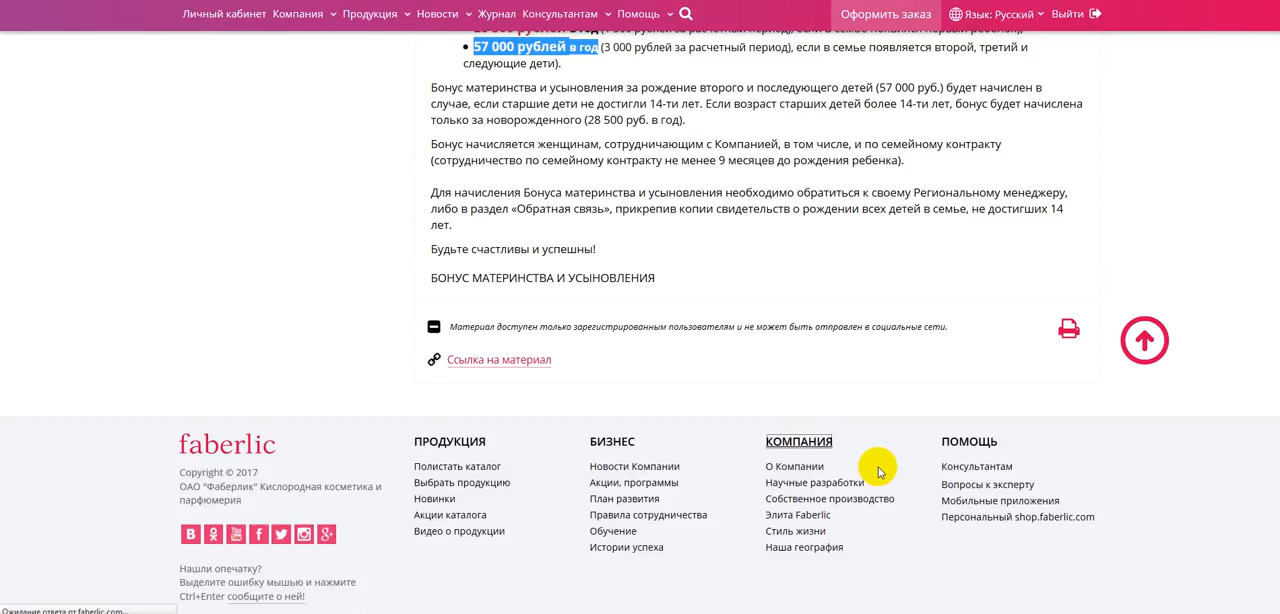 Личный кабинет Компания Продукция Новости Журнал Консультантам Помощь Оформить заказ Язык: Русский Выйти
57 000 рублей в год (3 000 рублей за расчетный период), если в семье появляется второй, третий и
следующие дети).
Бонус материнства и усыновления за рождение второго и последующего детей (57 000 руб.) будет начислен в
случае, если старшие дети не достигли 14-ти лет. Если возраст старших детей более 14-ти лет, бонус будет начислена
только за новорожденного (28 500 руб. в год).
Бонус начисляется женщинам, сотрудничающим с Компанией, в том числе, и по семейному контракту
(сотрудничество по семейному контракту не менее 9 месяцев до рождения ребенка).
Для начисления Бонуса материнства и усыновления необходимо обратиться к своему Региональному менеджеру,
либо в раздел «Обратная связь», прикрепив копии свидетельств о рождении всех детей в семье, не достигших 14
лет.
Будьте счастливы и успешны!
БОНУС МАТЕРИНСТВА И УСЫНОВЛЕНИЯ
Материал доступен только зарегистрированным пользователям и не может быть отправлен в социальные сети.
Ссылка на материал
faberlic
Copyright © 2017
ОАО "Фаберлик" Кислородная косметика и
парфюмерия
Нашли опечатку?
Выделите ошибку мышью и нажмите
Ctrl+Enter сообщите о ней!
ПРОДУКЦИЯ
Полистать каталог
Выбрать продукцию
Новинки
Акции каталога
Видео о продукции
БИЗНЕС
Новости Компании
Акции, программы
План развития
Правила сотрудничества
Обучение
Истории успеха
КОМПАНИЯ
О Компании
Научные разработки
Собственное производство
Элита Faberlic
Стиль жизни
Наша география
ПОМОЩЬ
Консультантам
Вопросы к эксперту
Мобильные приложения
Персональный shop.faberlic.com
Ожидание ответа от faberlic.com...